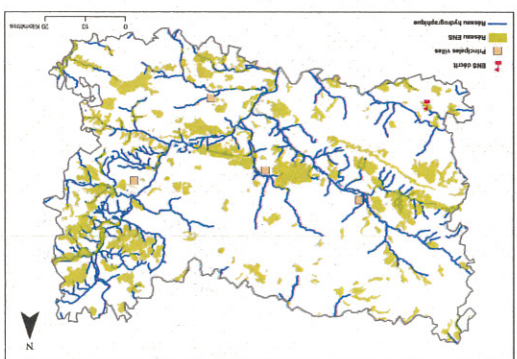 N
ENS décrit
Principales villes
Réseau ENS
Réseau hydrographique
0 10 20 Kilomètres